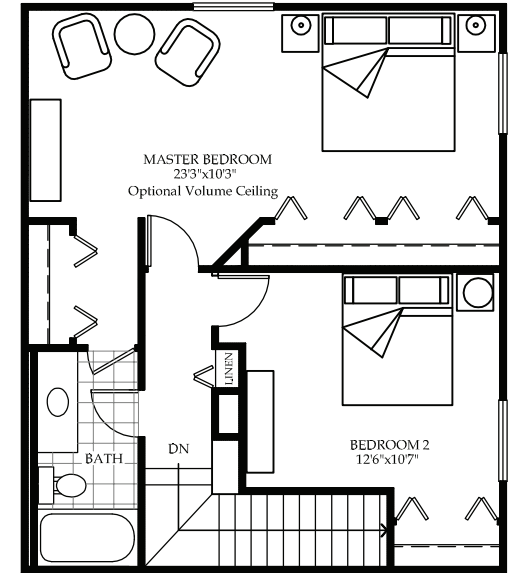 MASTER BEDROOM
23'3"x10'3"
Optional Volume Ceiling
LINEN
BEDROOM 2
12'6"x10'7"
DN
BATH